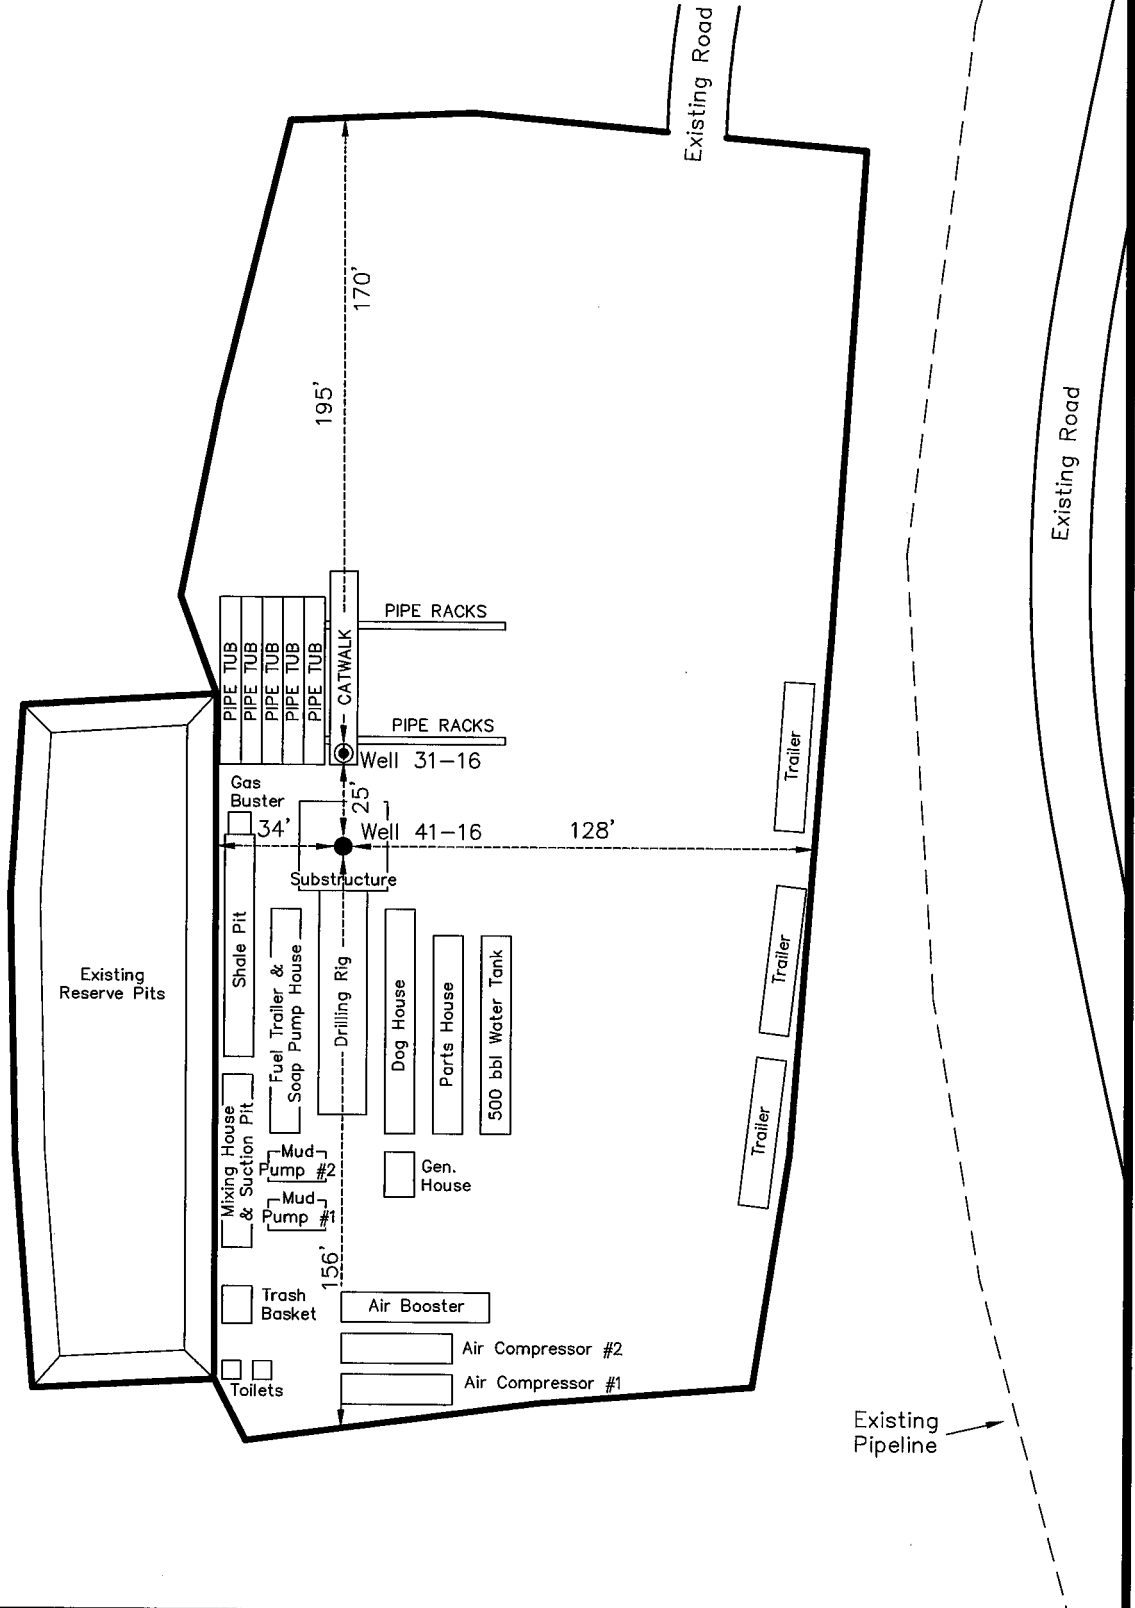 Existing Road
170'
195'
Existing Road
PIPE RACKS
PIPE TUB
PIPE TUB
PIPE TUB
PIPE TUB
PIPE TUB
CATWALK
PIPE RACKS
Trailer
Well 31-16
Gas
Buster
25'
34'
Well 41-16
128'
Substructure
Existing
Reserve Pits
Shale Pit
Fuel Trailer &
Soap Pump House
Drilling Rig
Dog House
Parts House
500 bbl Water Tank
Trailer
Trailer
Mixing House
& Suction Pit
Mud
Pump #2
Gen.
House
Mud
Pump #1
156'
Trash
Basket
Air Booster
Air Compressor #2
Toilets
Air Compressor #1
Existing
Pipeline